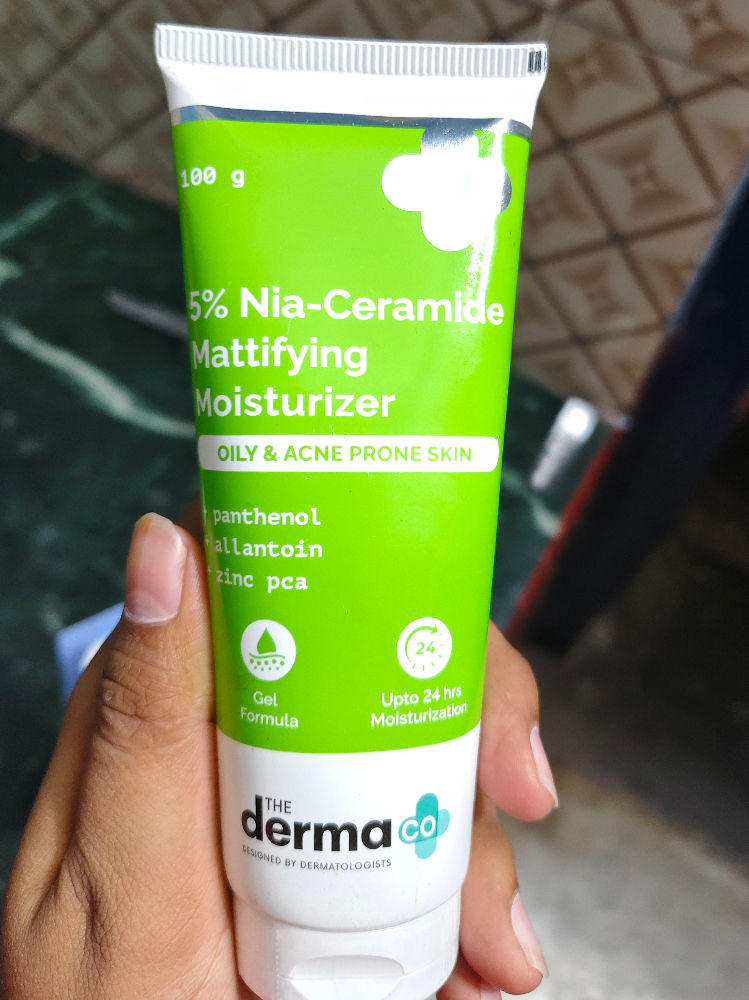 100 g
5% Nia-Ceramide
Mattifying
Moisturizer
OILY & ACNE PRONE SKIN
+ panthenol
+ allantoin
+ zinc pca
24
Gel
Formula
Upto 24 hrs
Moisturization
THE
derma co
DESIGNED BY DERMATOLOGISTS